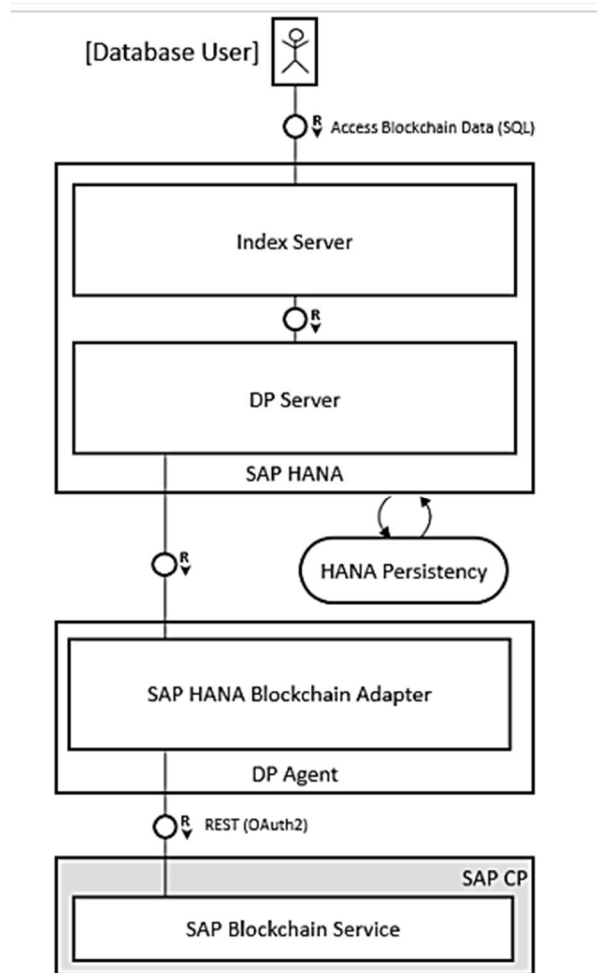 [Database User]
R
Access Blockchain Data (SQL)
Index Server
R
DP Server
SAP HANA
R
HANA Persistency
SAP HANA Blockchain Adapter
DP Agent
R
REST (OAuth2)
SAP CP
SAP Blockchain Service